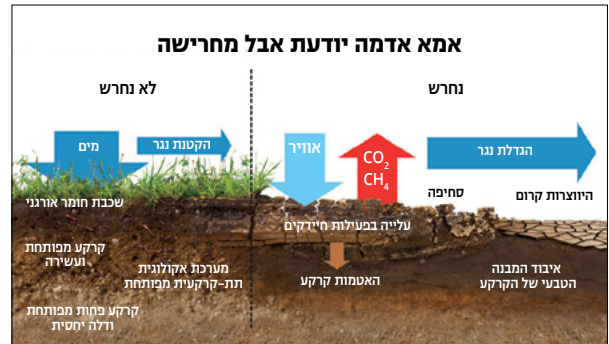 אמא אדמה יודעת אבל מחרישה
נחרש
לא נחרש
הגדלת נגר
CO2
CH4
אוויר
הקטנת נגר
מים
היווצרות קרום
סחיפה
עלייה בפעילות חיידקים
שכבת חומר אורגני
איבוד המבנה
הטבעי של הקרקע
האטמות קרקע
מערכת אקולוגית
תת-קרקעית מפותחת
קרקע מפותחת
ועשירה
קרקע פחות מפותחת
ודלה יחסית